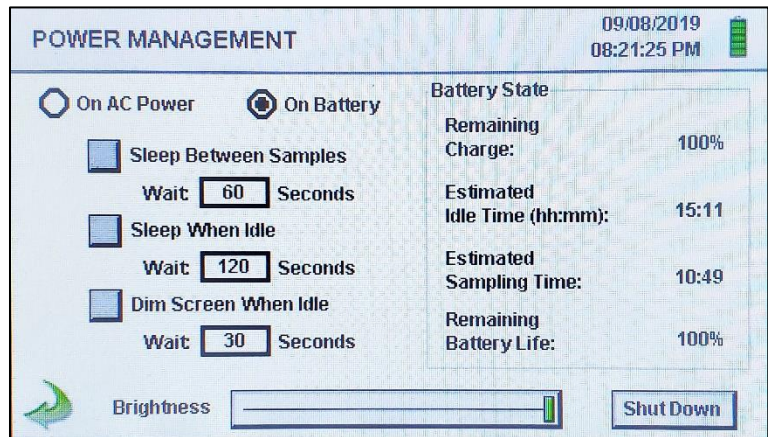 POWER MANAGEMENT
09/08/2019
08:21:25 PM
On AC Power
On Battery
Sleep Between Samples
Wait: 60 Seconds
Sleep When Idle
Wait: 120 Seconds
Dim Screen When Idle
Wait: 30 Seconds
Battery State
Remaining
Charge: 100%
Estimated
Idle Time (hh:mm): 15:11
Estimated
Sampling Time: 10:49
Remaining
Battery Life: 100%
Brightness
Shut Down